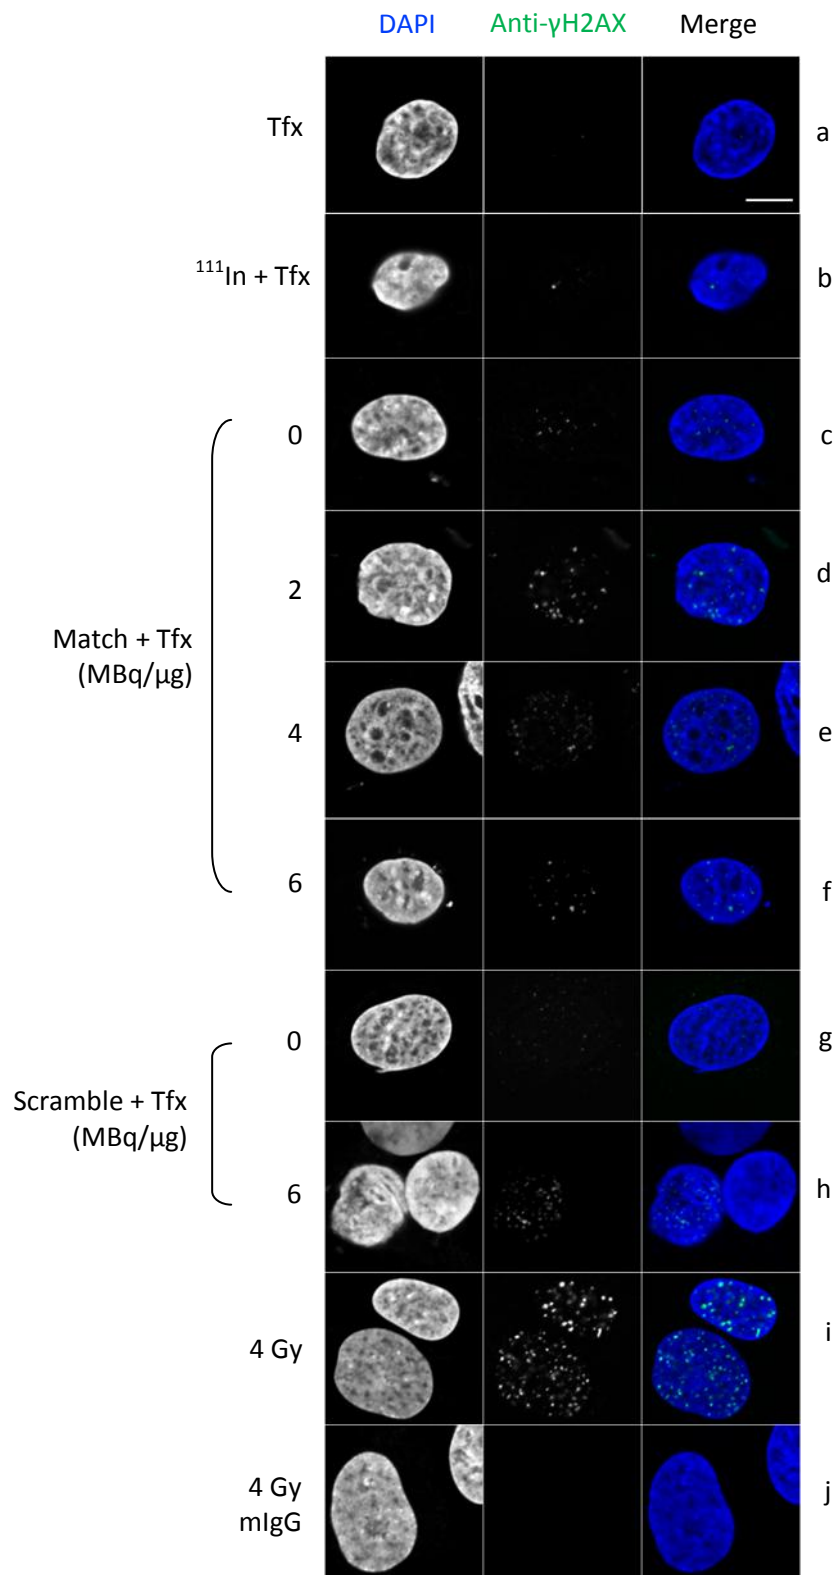 DAPI Anti-γH2AX Merge
Tfx a
¹¹¹In + Tfx b
0 c
2 d
Match + Tfx
(MBq/µg)
4 e
6 f
0 g
Scramble + Tfx
(MBq/µg)
6 h
4 Gy i
4 Gy
mIgG j